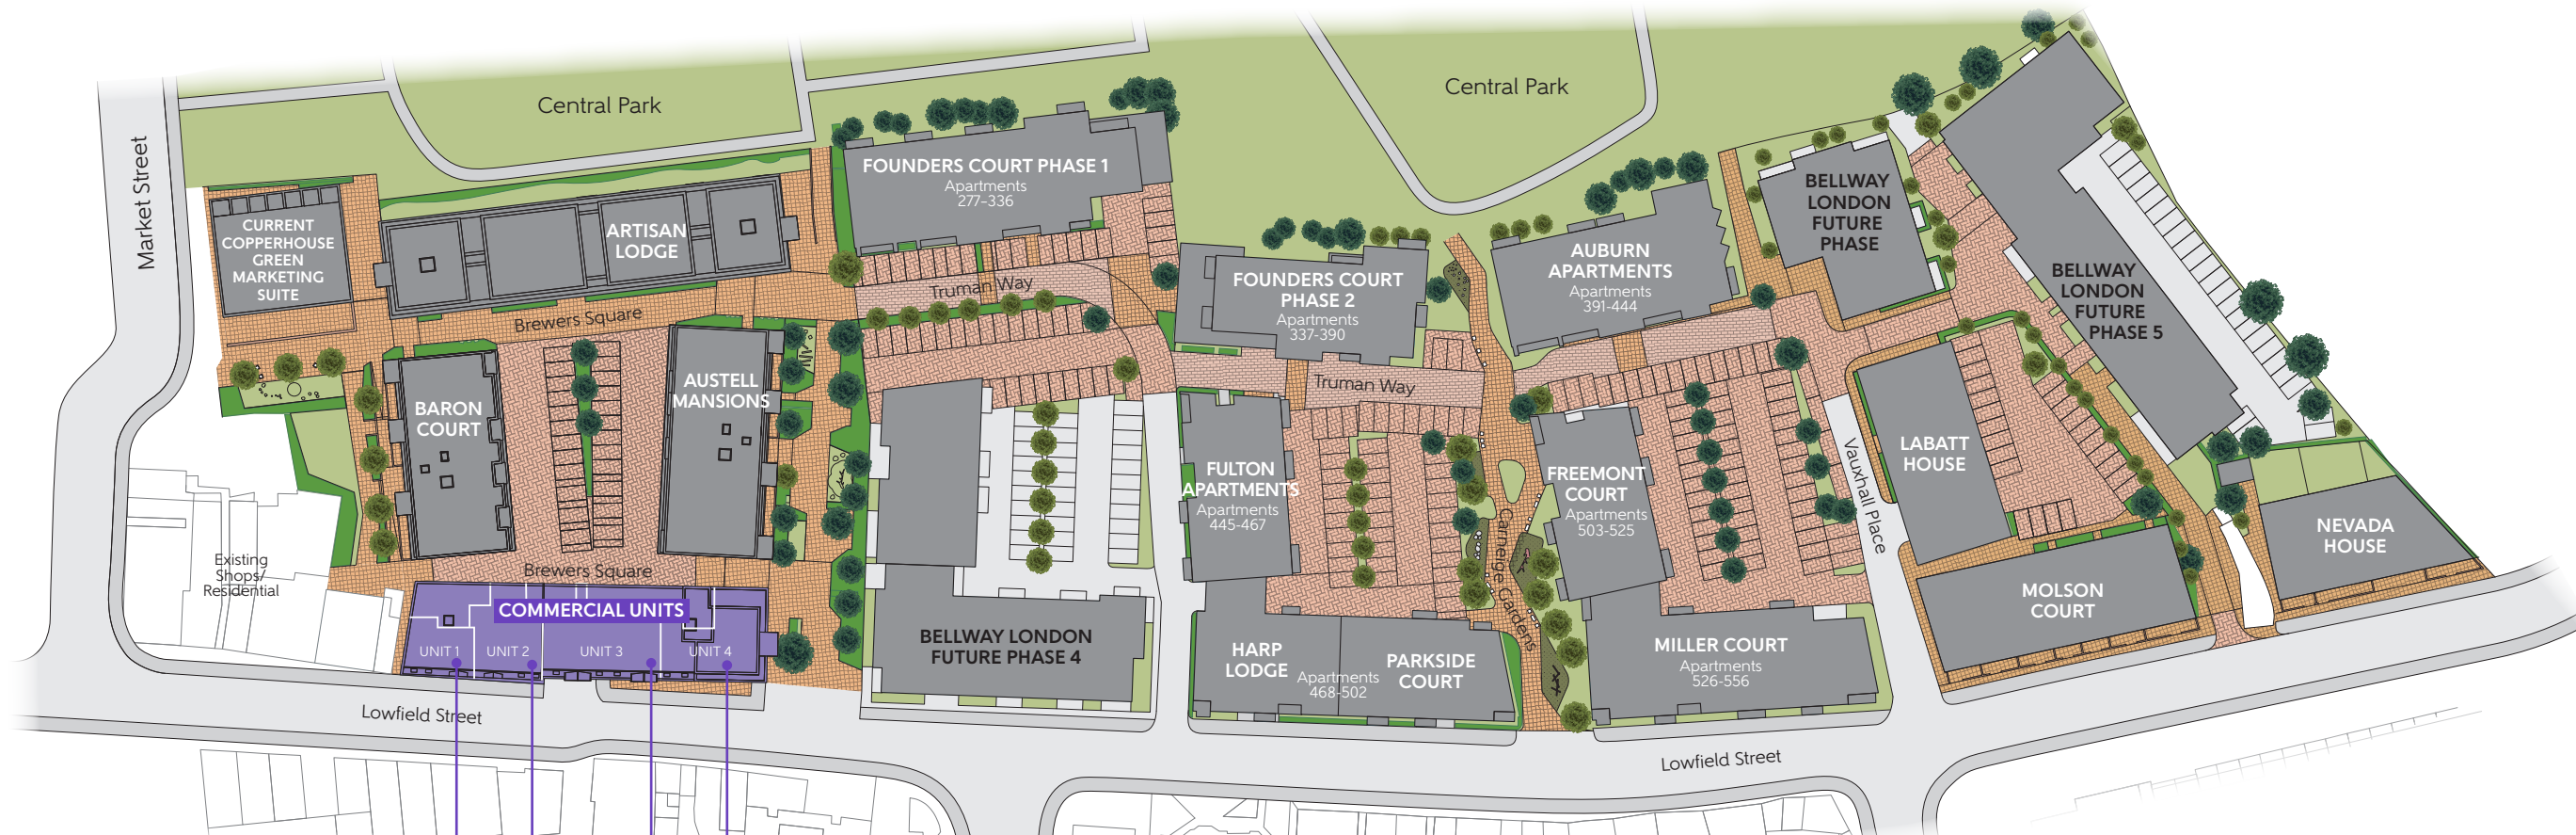 Central Park
Central Park
Market Street
CURRENT
COPPERHOUSE
GREEN
MARKETING
SUITE
ARTISAN
LODGE
FOUNDERS COURT PHASE 1
Apartments
277-336
Truman Way
Brewers Square
FOUNDERS COURT
PHASE 2
Apartments
337-390
AUBURN
APARTMENTS
Apartments
391-444
BELLWAY
LONDON
FUTURE
PHASE
BELLWAY
LONDON
FUTURE
PHASE 5
Truman Way
BARON
COURT
AUSTELL
MANSIONS
FULTON
APARTMENTS
Apartments
445-467
FREEMONT
COURT
Apartments
503-525
Vauxhall Place
LABATT
HOUSE
NEVADA
HOUSE
MOLSON
COURT
Existing
Shops/
Residential
Brewers Square
COMMERCIAL UNITS
UNIT 1
UNIT 2
UNIT 3
UNIT 4
BELLWAY LONDON
FUTURE PHASE 4
HARP
LODGE
Apartments
468-502
PARKSIDE
COURT
Carnegie Gardens
MILLER COURT
Apartments
526-556
Lowfield Street
Lowfield Street